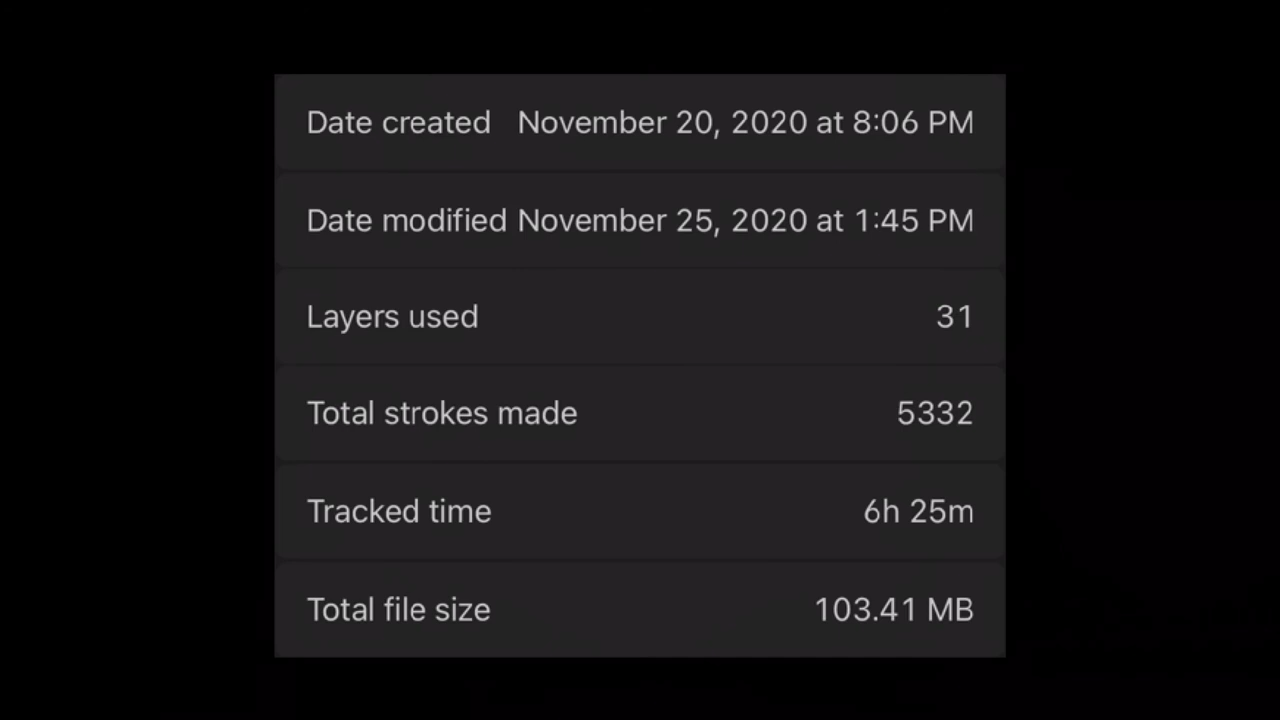 Date created November 20, 2020 at 8:06 PM
Date modified November 25, 2020 at 1:45 PM
Layers used 31
Total strokes made 5332
Tracked time 6h 25m
Total file size 103.41 MB